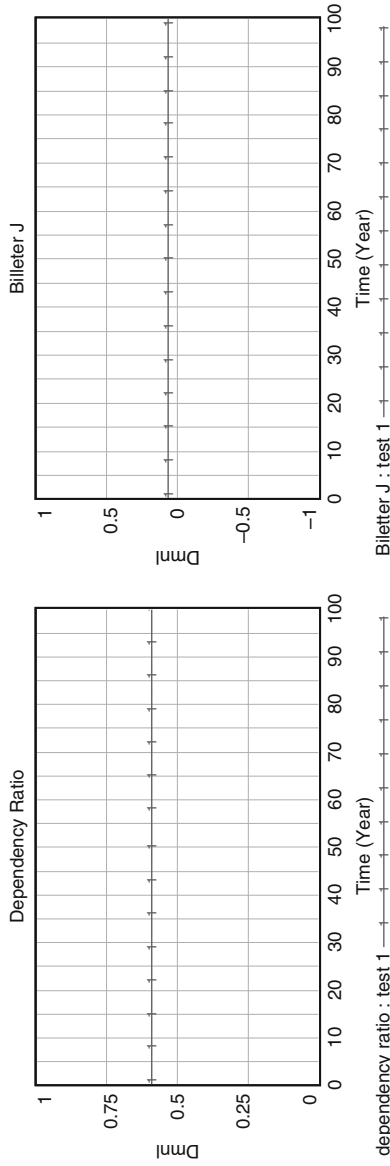 Dependency Ratio
1
0.75
0.5
0.25
0
Dmnl
0 10 20 30 40 50 60 70 80 90 100
Time (Year)
dependency ratio : test 1
Billeter J
1
0.5
0
−0.5
−1
Dmnl
0 10 20 30 40 50 60 70 80 90 100
Time (Year)
Biletter J : test 1